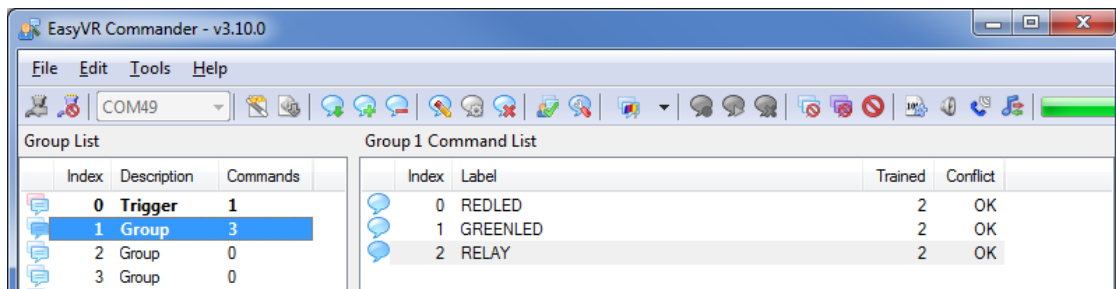 EasyVR Commander - v3.10.0
File Edit Tools Help
COM49
Group List
Index Description Commands
0 Trigger 1
1 Group 3
2 Group 0
3 Group 0
Group 1 Command List
Index Label Trained Conflict
0 REDLED 2 OK
1 GREENLED 2 OK
2 RELAY 2 OK